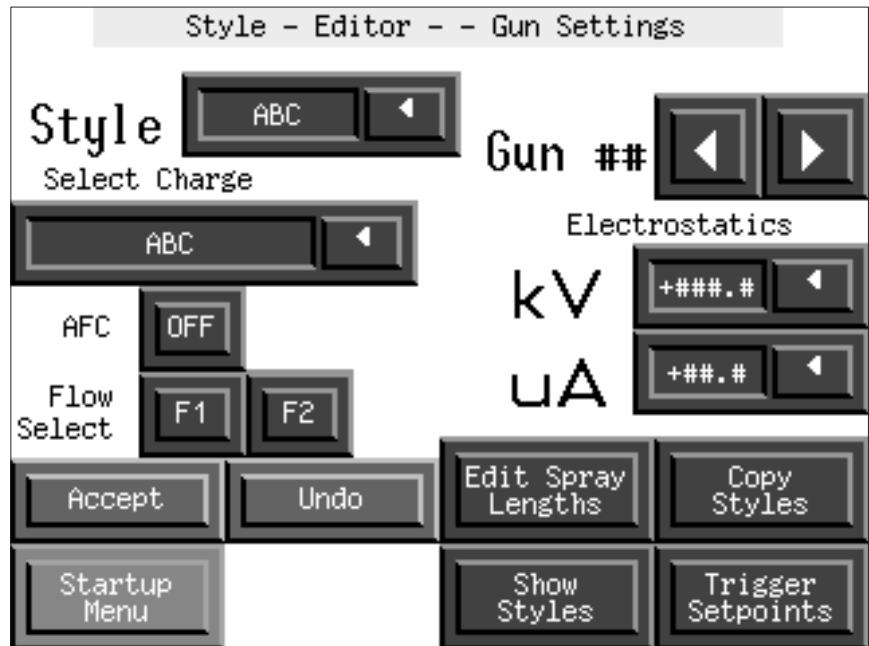 Style - Editor - - Gun Settings
Style ABC
Gun ##
Select Charge
ABC
Electrostatics
kV +###.#
AFC OFF
uA +##.#
Flow
Select
F1 F2
Accept
Undo
Edit Spray
Lengths
Copy
Styles
Startup
Menu
Show
Styles
Trigger
Setpoints